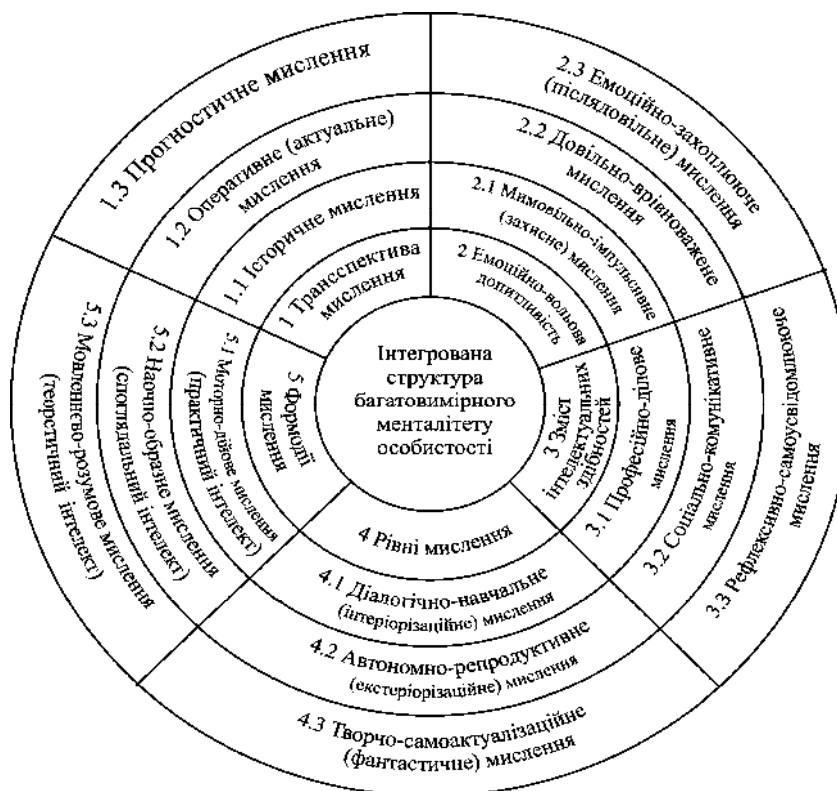 Інтегрована
структура
багатовимірного
менталітету
особистості
1 Трансспектива
мислення
1.1 Історичне мислення
1.2 Оперативне (актуальне)
мислення
1.3 Прогностичне мислення
2 Емоційно-вольова
допитливість
2.1 Мимовільно-імпульсивне
(захисне) мислення
2.2 Довільно-врівноважене
мислення
2.3 Емоційно-захоплююче
(післядовільне) мислення
3 Зміст
інтелектуальних
здібностей
3.1 Професійно-ділове
мислення
3.2 Соціально-комунікативне
мислення
3.3 Рефлексивно-самоусвідомлююче
мислення
4 Рівні мислення
4.1 Діалогічно-навчальне
(інтеріорізаційне) мислення
4.2 Автономно-репродуктивне
(екстеріорізаційне) мислення
4.3 Творчо-самоактуалізаційне
(фантастичне) мислення
5 Формодії
мислення
5.1 Моторно-дійове мислення
(практичний інтелект)
5.2 Наочно-образне мислення
(споглядальний інтелект)
5.3 Мовленнєво-розумове мислення
(теоретичний інтелект)